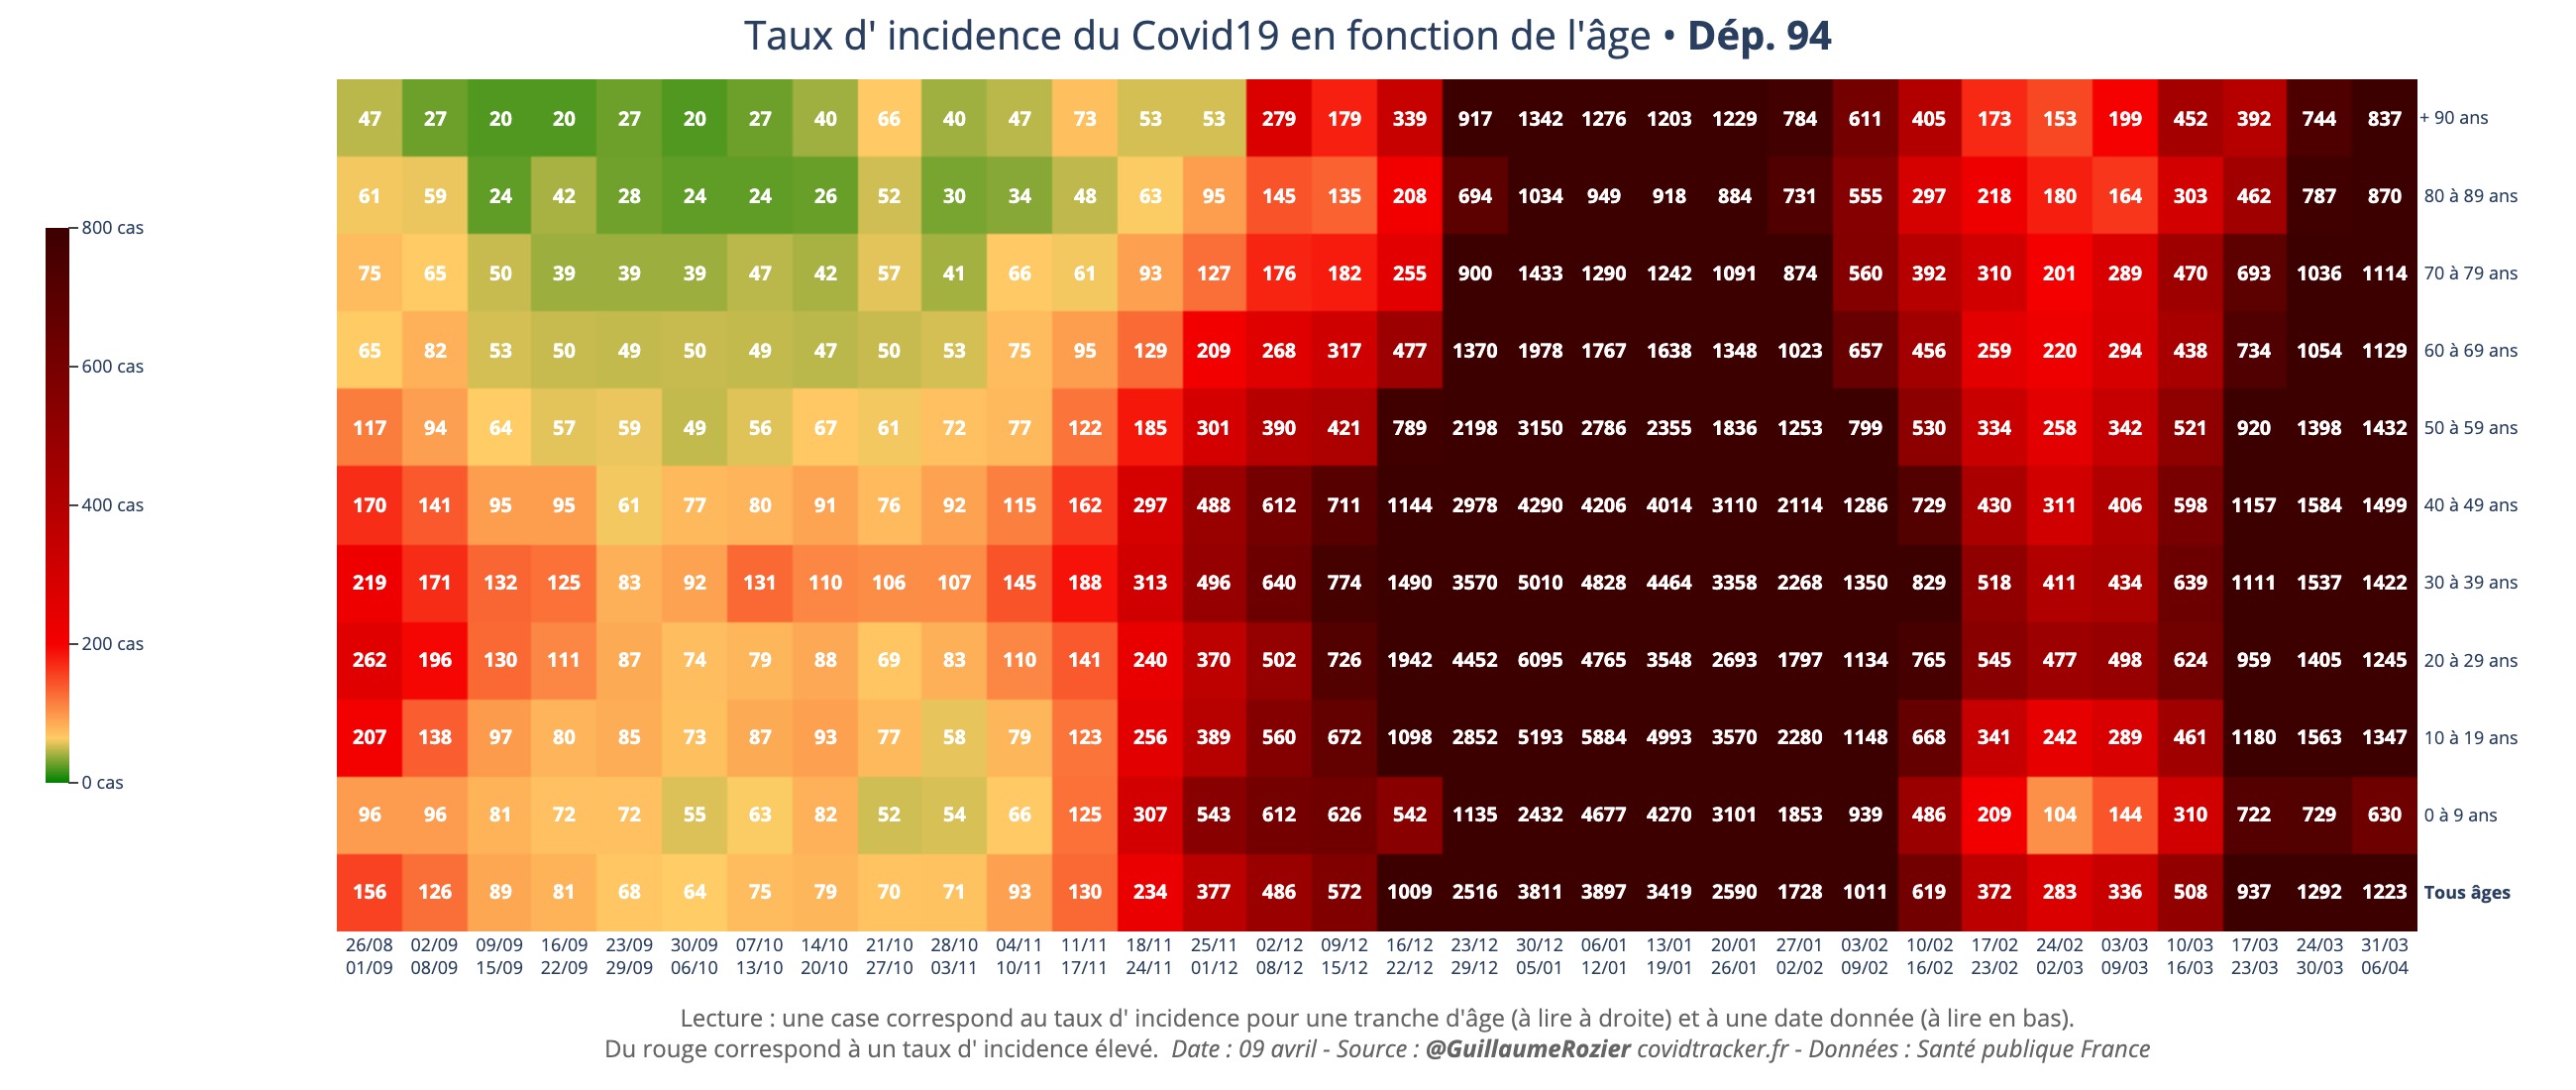 Taux d' incidence du Covid19 en fonction de l'âge • Dép. 94
800 cas
600 cas
400 cas
200 cas
0 cas
47 27 20 20 27 20 27 40 66 40 47 73 53 53 279 179 339 917 1342 1276 1203 1229 784 611 405 173 153 199 452 392 744 837 + 90 ans
61 59 24 42 28 24 24 26 52 30 34 48 63 95 145 135 208 694 1034 949 918 884 731 555 297 218 180 164 303 462 787 870 80 à 89 ans
75 65 50 39 39 39 47 42 57 41 66 61 93 127 176 182 255 900 1433 1290 1242 1091 874 560 392 310 201 289 470 693 1036 1114 70 à 79 ans
65 82 53 50 49 50 49 47 50 53 75 95 129 209 268 317 477 1370 1978 1767 1638 1348 1023 657 456 259 220 294 438 734 1054 1129 60 à 69 ans
117 94 64 57 59 49 56 67 61 72 77 122 185 301 390 421 789 2198 3150 2786 2355 1836 1253 799 530 334 258 342 521 920 1398 1432 50 à 59 ans
170 141 95 95 61 77 80 91 76 92 115 162 297 488 612 711 1144 2978 4290 4206 4014 3110 2114 1286 729 430 311 406 598 1157 1584 1499 40 à 49 ans
219 171 132 125 83 92 131 110 106 107 145 188 313 496 640 774 1490 3570 5010 4828 4464 3358 2268 1350 829 518 411 434 639 1111 1537 1422 30 à 39 ans
262 196 130 111 87 74 79 88 69 83 110 141 240 370 502 726 1942 4452 6095 4765 3548 2693 1797 1134 765 545 477 498 624 959 1405 1245 20 à 29 ans
207 138 97 80 85 73 87 93 77 58 79 123 256 389 560 672 1098 2852 5193 5884 4993 3570 2280 1148 668 341 242 289 461 1180 1563 1347 10 à 19 ans
96 96 81 72 72 55 63 82 52 54 66 125 307 543 612 626 542 1135 2432 4677 4270 3101 1853 939 486 209 104 144 310 722 729 630 0 à 9 ans
156 126 89 81 68 64 75 79 70 71 93 130 234 377 486 572 1009 2516 3811 3897 3419 2590 1728 1011 619 372 283 336 508 937 1292 1223 Tous âges
26/08 02/09 09/09 16/09 23/09 30/09 07/10 14/10 21/10 28/10 04/11 11/11 18/11 25/11 02/12 09/12 16/12 23/12 30/12 06/01 13/01 20/01 27/01 03/02 10/02 17/02 24/02 03/03 10/03 17/03 24/03 31/03
01/09 08/09 15/09 22/09 29/09 06/10 13/10 20/10 27/10 03/11 10/11 17/11 24/11 01/12 08/12 15/12 22/12 29/12 05/01 12/01 19/01 26/01 02/02 09/02 16/02 23/02 02/03 09/03 16/03 23/03 30/03 06/04
Lecture : une case correspond au taux d' incidence pour une tranche d'âge (à lire à droite) et à une date donnée (à lire en bas).
Du rouge correspond à un taux d' incidence élevé. Date : 09 avril - Source : @GuillaumeRozier covidtracker.fr - Données : Santé publique France